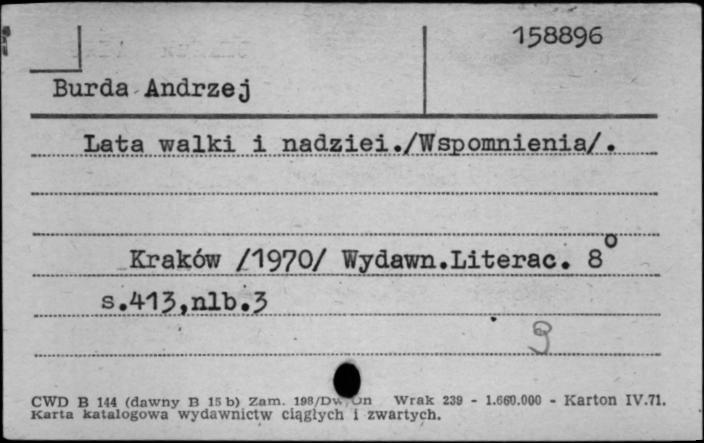 158896
Burda Andrzej
Lata walki i nadziei./Wspomnienia/.
Kraków /1970/ Wydawn.Literac. 8°
s.413,nlb.3
CWD B 144 (dawny B 15 b) Zam. Wrak 239 - 1.660.000 - Karton IV.71.
Karta katalogowa wydawnictw ciągłych i zwartych.